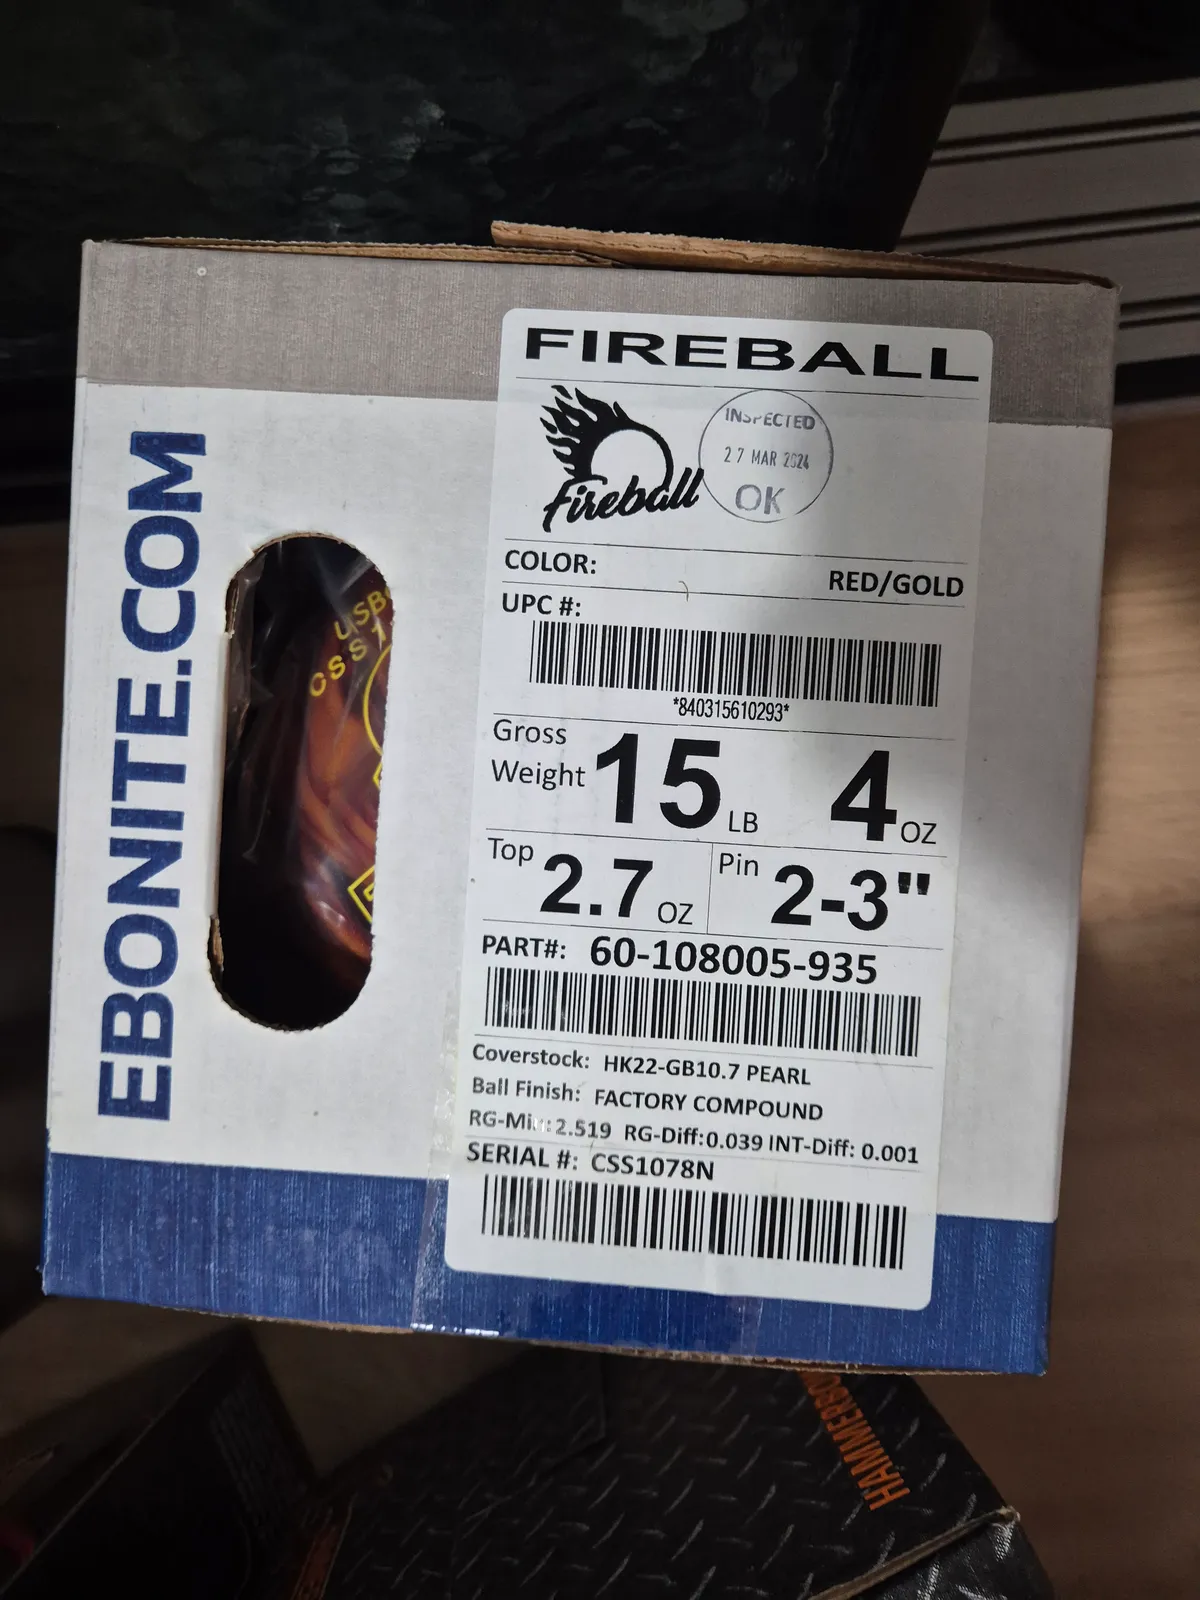 FIREBALL
Fireball
INSPECTED
27 MAR 2024
OK
COLOR: RED/GOLD
UPC #:
*840315610293*
Gross Weight 15 LB 4 OZ
Top 2.7 OZ Pin 2-3"
PART#: 60-108005-935
Coverstock: HK22-GB10.7 PEARL
Ball Finish: FACTORY COMPOUND
RG-Min: 2.519 RG-Diff:0.039 INT-Diff: 0.001
SERIAL #: CSS1078N
EBONITE.COM
USB
CSS1